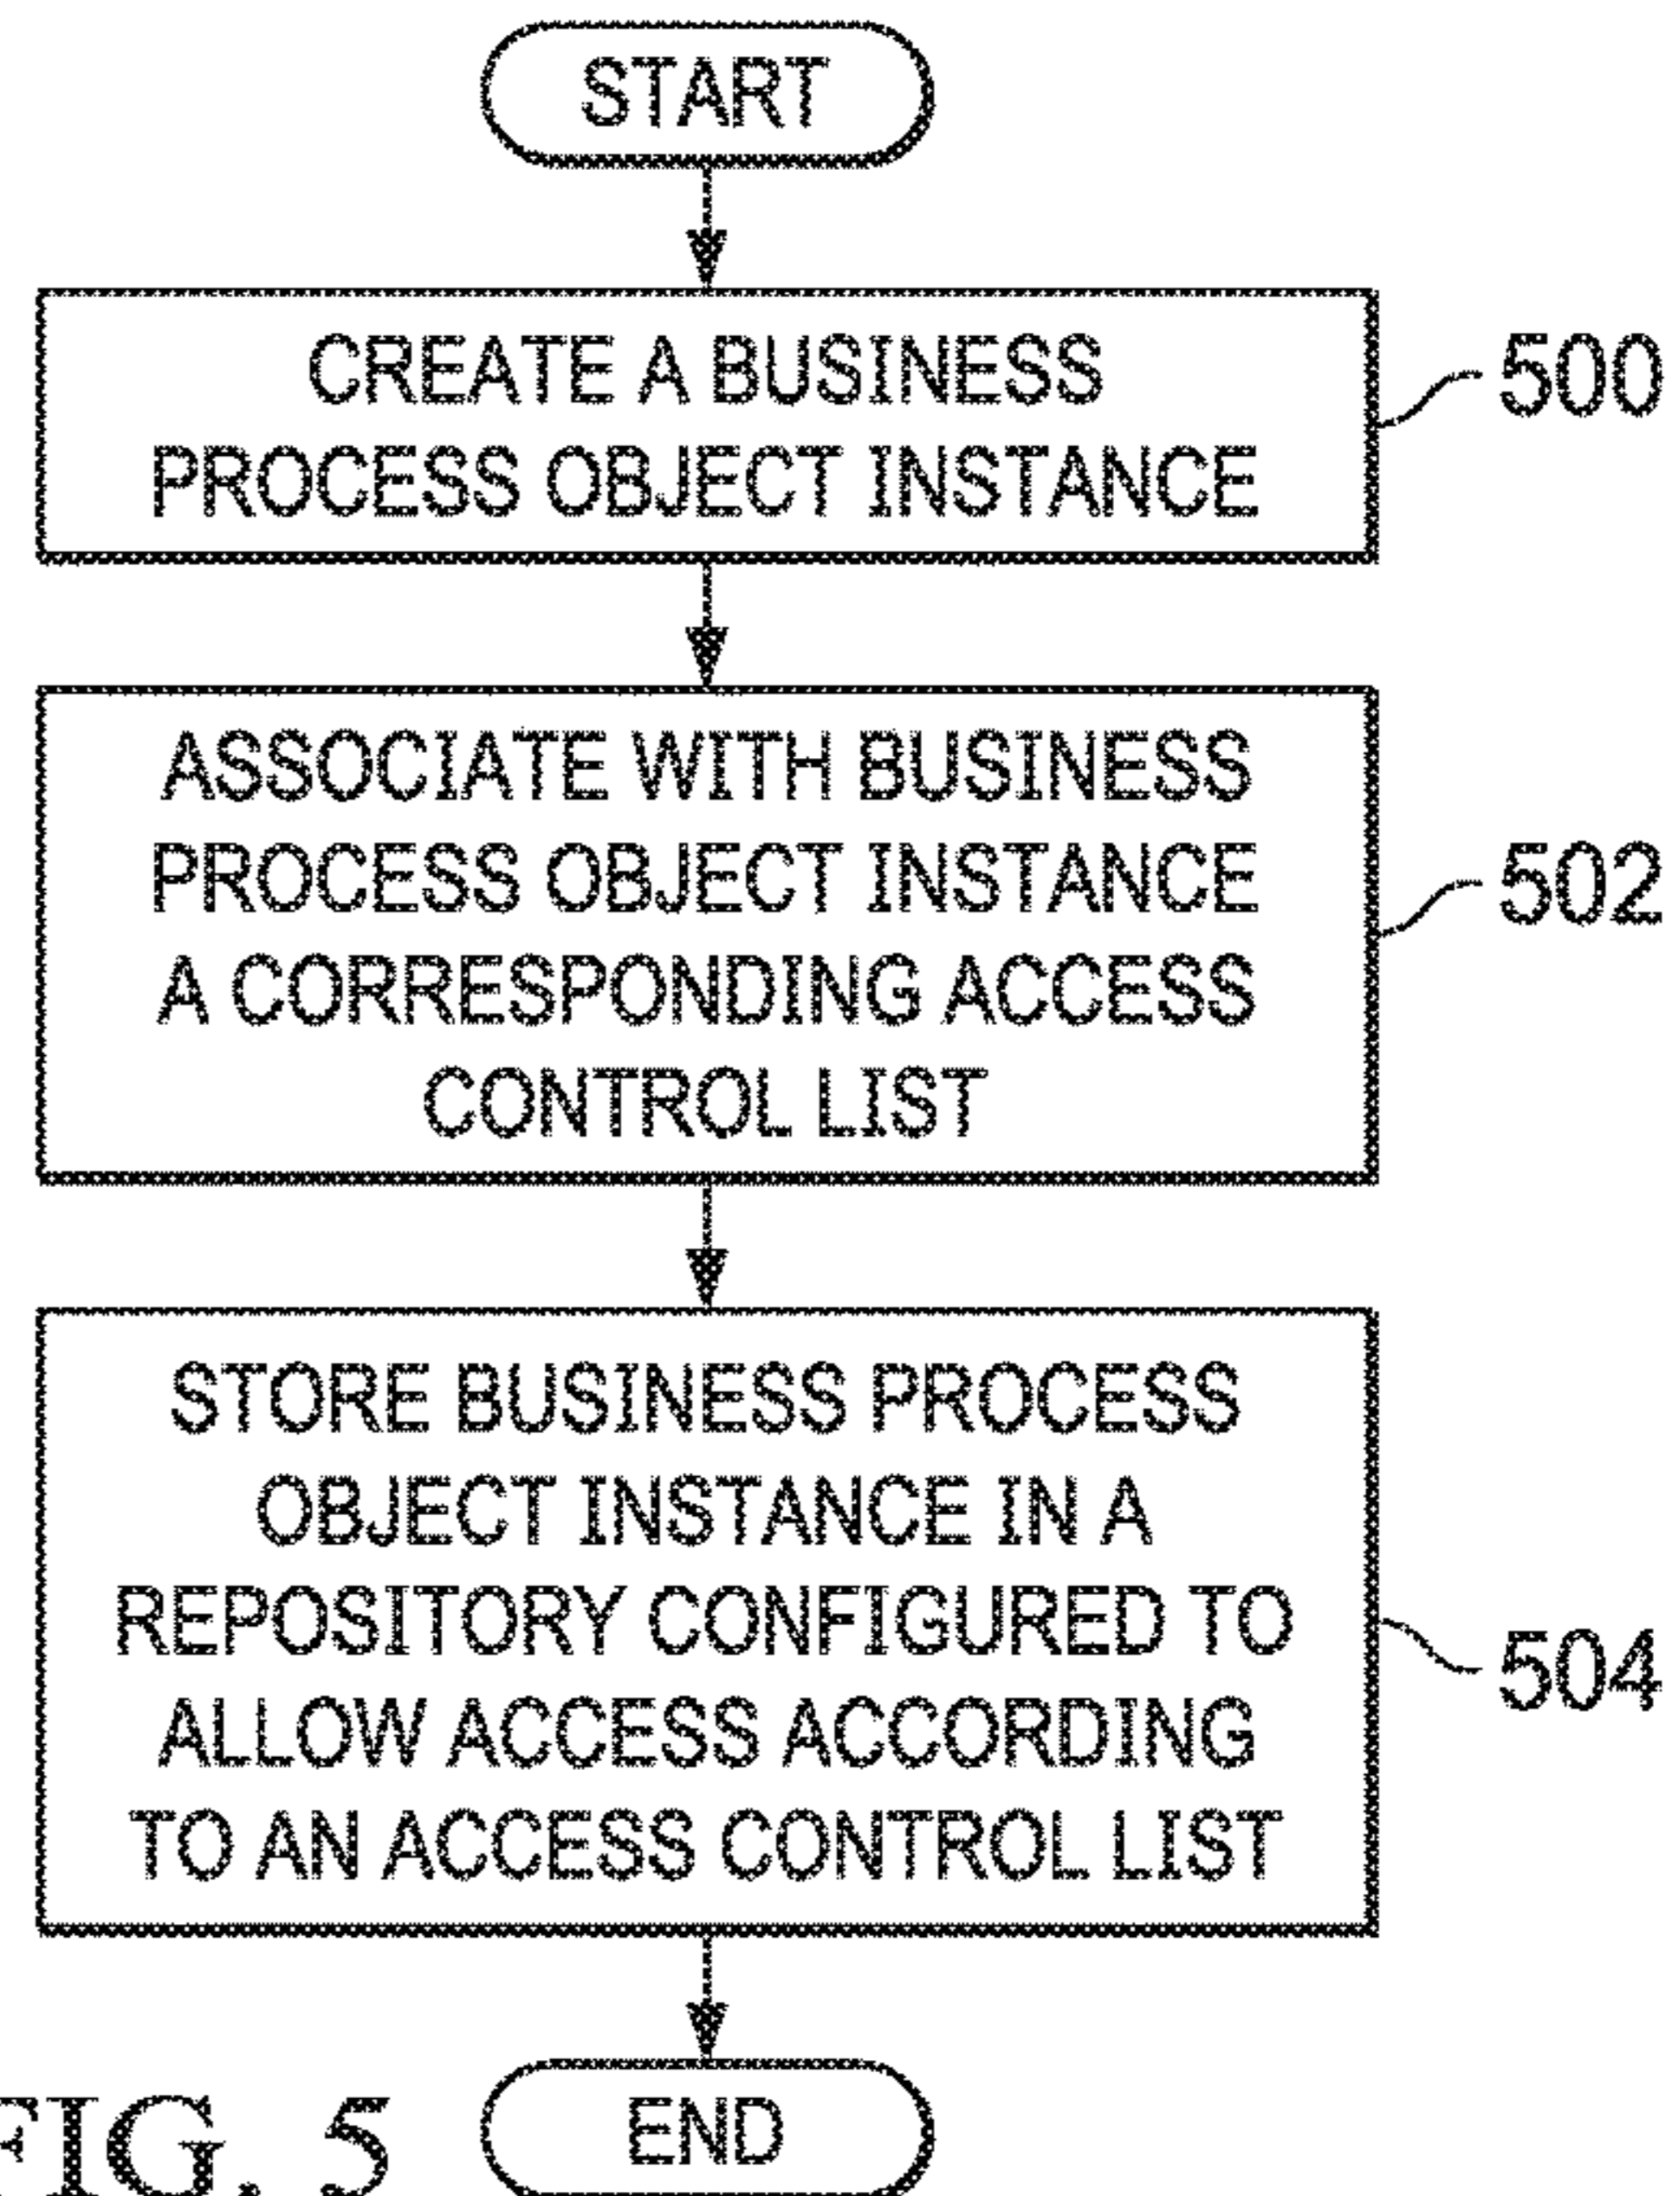 START
CREATE A BUSINESS
PROCESS OBJECT INSTANCE
500
ASSOCIATE WITH BUSINESS
PROCESS OBJECT INSTANCE
A CORRESPONDING ACCESS
CONTROL LIST
502
STORE BUSINESS PROCESS
OBJECT INSTANCE IN A
REPOSITORY CONFIGURED TO
ALLOW ACCESS ACCORDING
TO AN ACCESS CONTROL LIST
504
END
FIG. 5